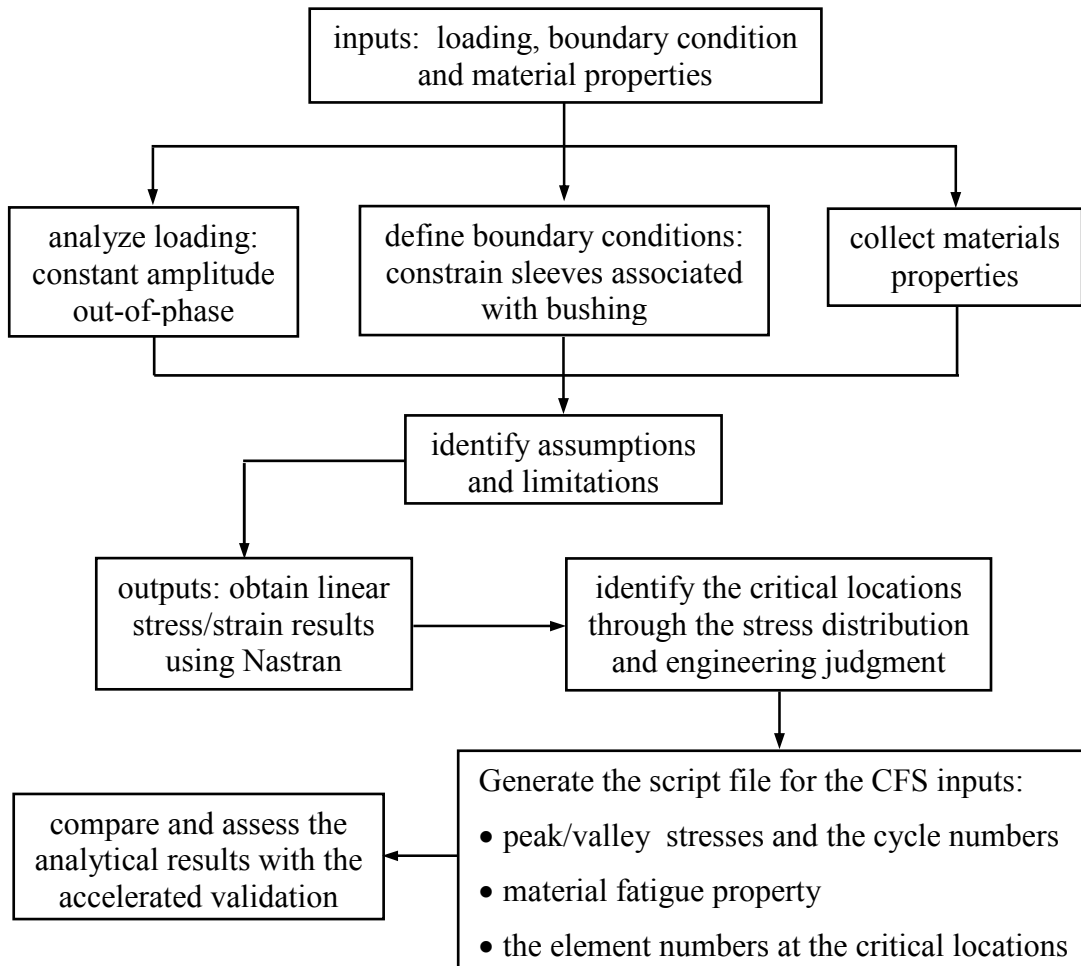 inputs:  loading, boundary condition
and material properties
analyze loading:
constant amplitude
out-of-phase
define boundary conditions:
constrain sleeves associated
with bushing
collect materials
properties
identify assumptions
and limitations
outputs: obtain linear
stress/strain results
using Nastran
identify the critical locations
through the stress distribution
and engineering judgment
Generate the script file for the CFS inputs:
• peak/valley  stresses and the cycle numbers
• material fatigue property
• the element numbers at the critical locations
compare and assess the
analytical results with the
accelerated validation